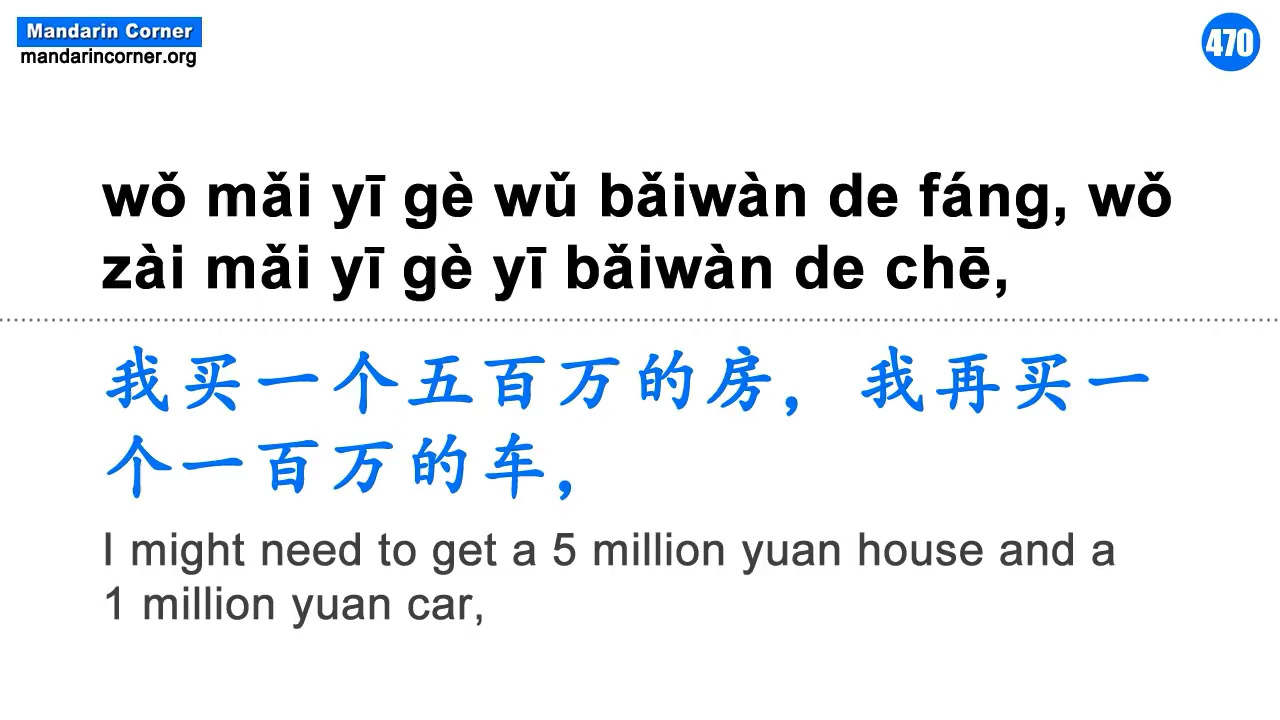 Mandarin Corner
mandarincorner.org
470
wǒ mǎi yī gè wǔ bǎiwàn de fáng, wǒ
zài mǎi yī gè yī bǎiwàn de chē,
我买一个五百万的房，我再买一
个一百万的车，
I might need to get a 5 million yuan house and a
1 million yuan car,